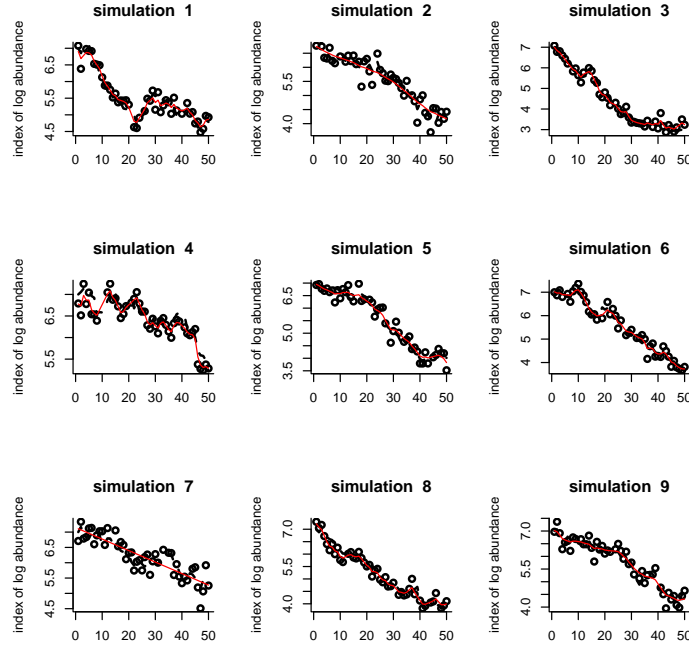 simulation 1
simulation 2
simulation 3
index of log abundance
4.5 5.5 6.5
0 10 20 30 40 50
index of log abundance
4.0 5.5
0 10 20 30 40 50
index of log abundance
3 4 5 6 7
0 10 20 30 40 50
simulation 4
simulation 5
simulation 6
index of log abundance
5.5 6.5
0 10 20 30 40 50
index of log abundance
3.5 5.0 6.5
0 10 20 30 40 50
index of log abundance
4 5 6 7
0 10 20 30 40 50
simulation 7
simulation 8
simulation 9
index of log abundance
4.5 5.5 6.5
0 10 20 30 40 50
index of log abundance
4.0 5.5 7.0
0 10 20 30 40 50
index of log abundance
4.0 5.5 7.0
0 10 20 30 40 50